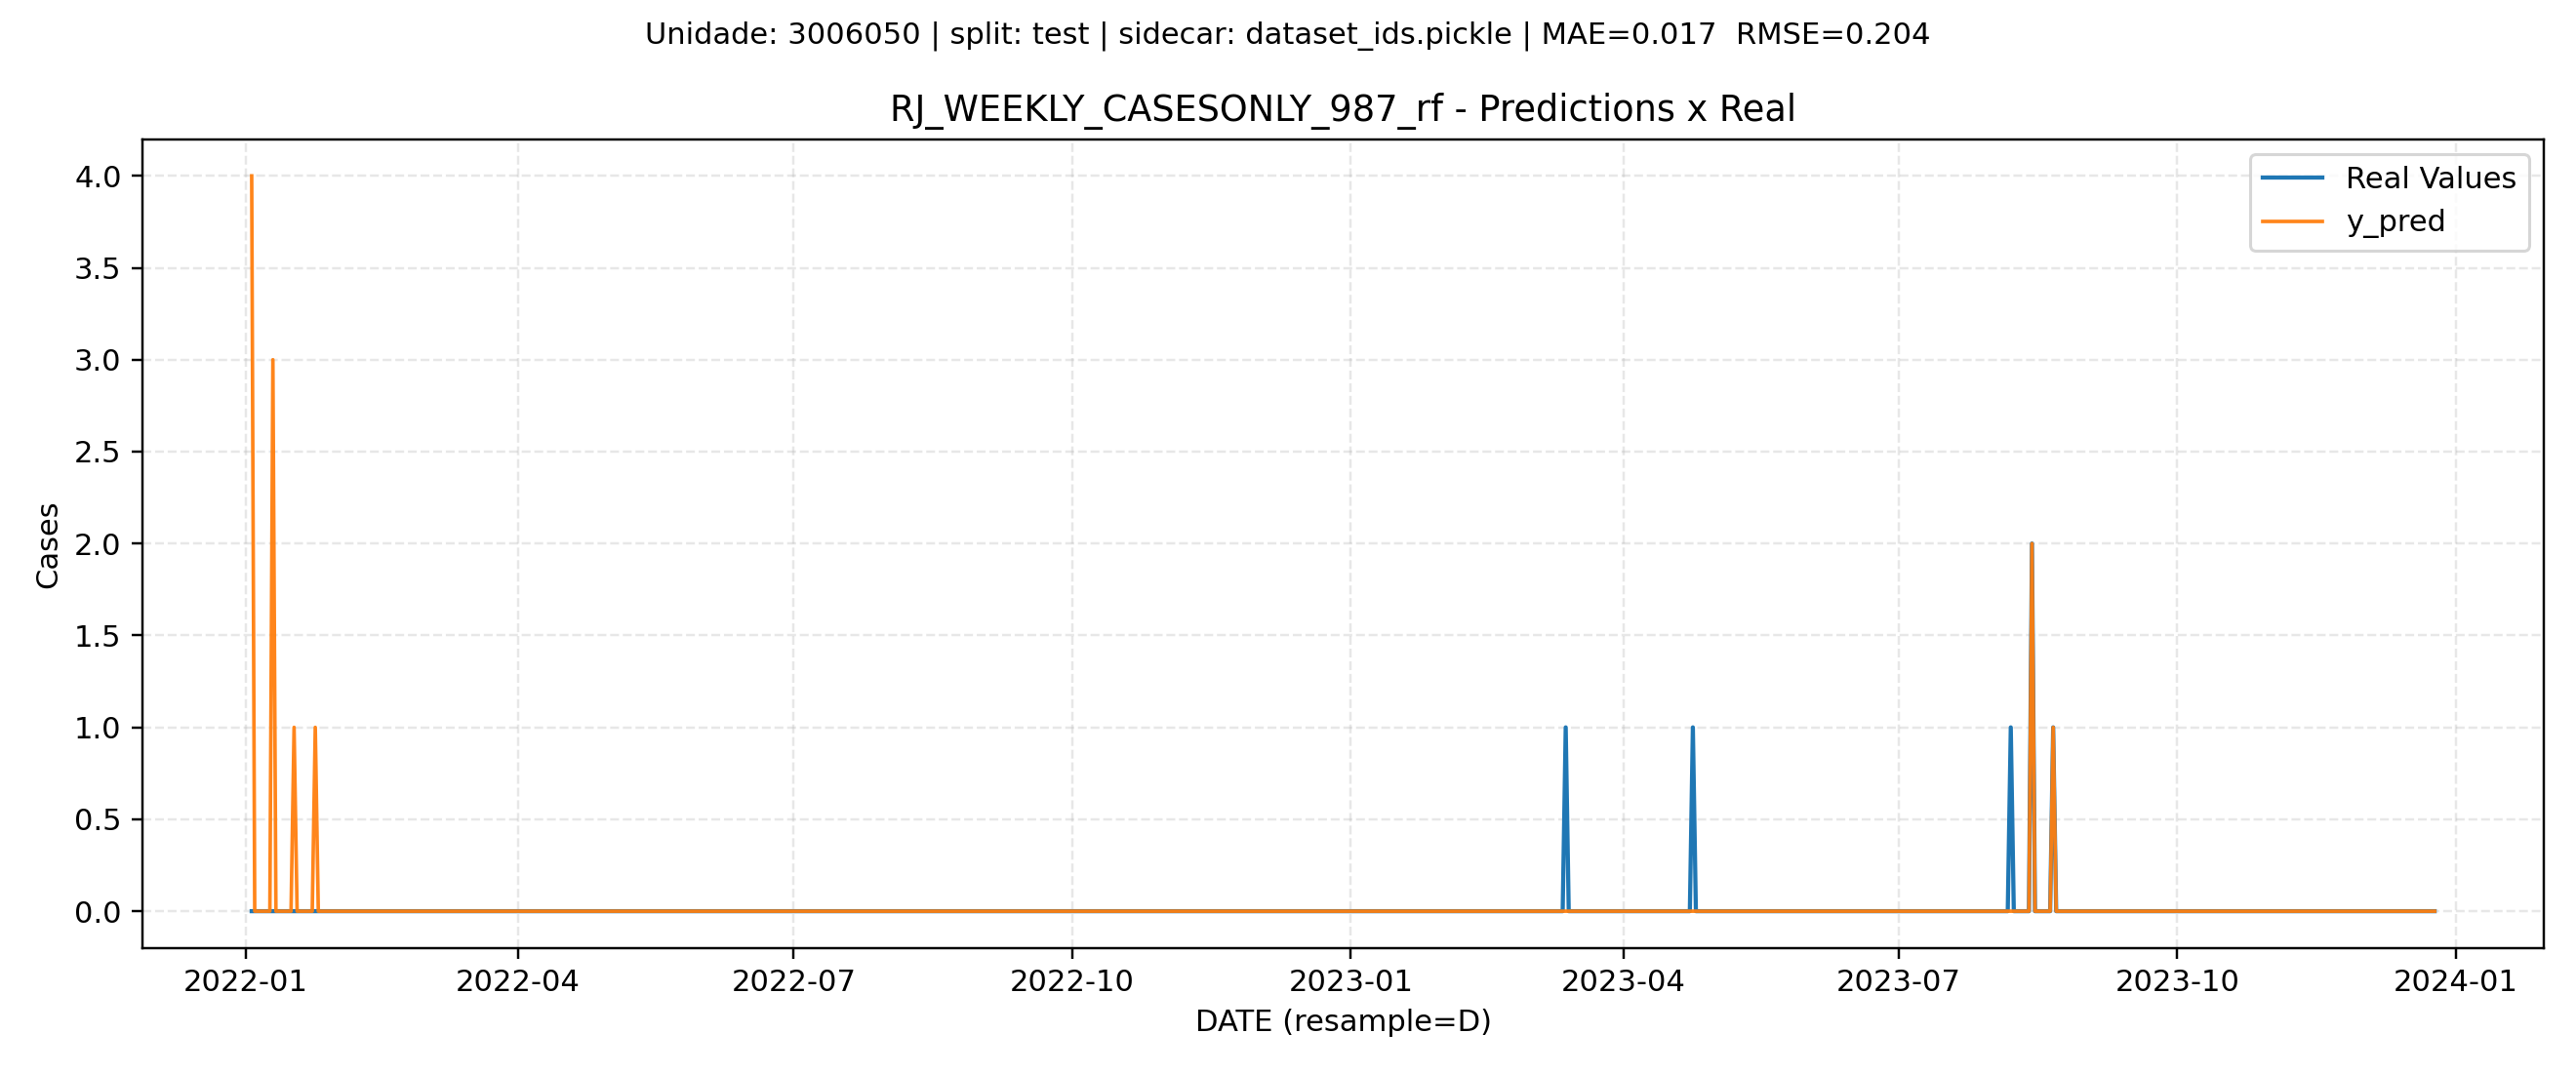 Unidade: 3006050 | split: test | sidecar: dataset_ids.pickle | MAE=0.017  RMSE=0.204
RJ_WEEKLY_CASESONLY_987_rf - Predictions x Real
Real Values
y_pred
Cases
4.0
3.5
3.0
2.5
2.0
1.5
1.0
0.5
0.0
2022-01 2022-04 2022-07 2022-10 2023-01 2023-04 2023-07 2023-10 2024-01
DATE (resample=D)